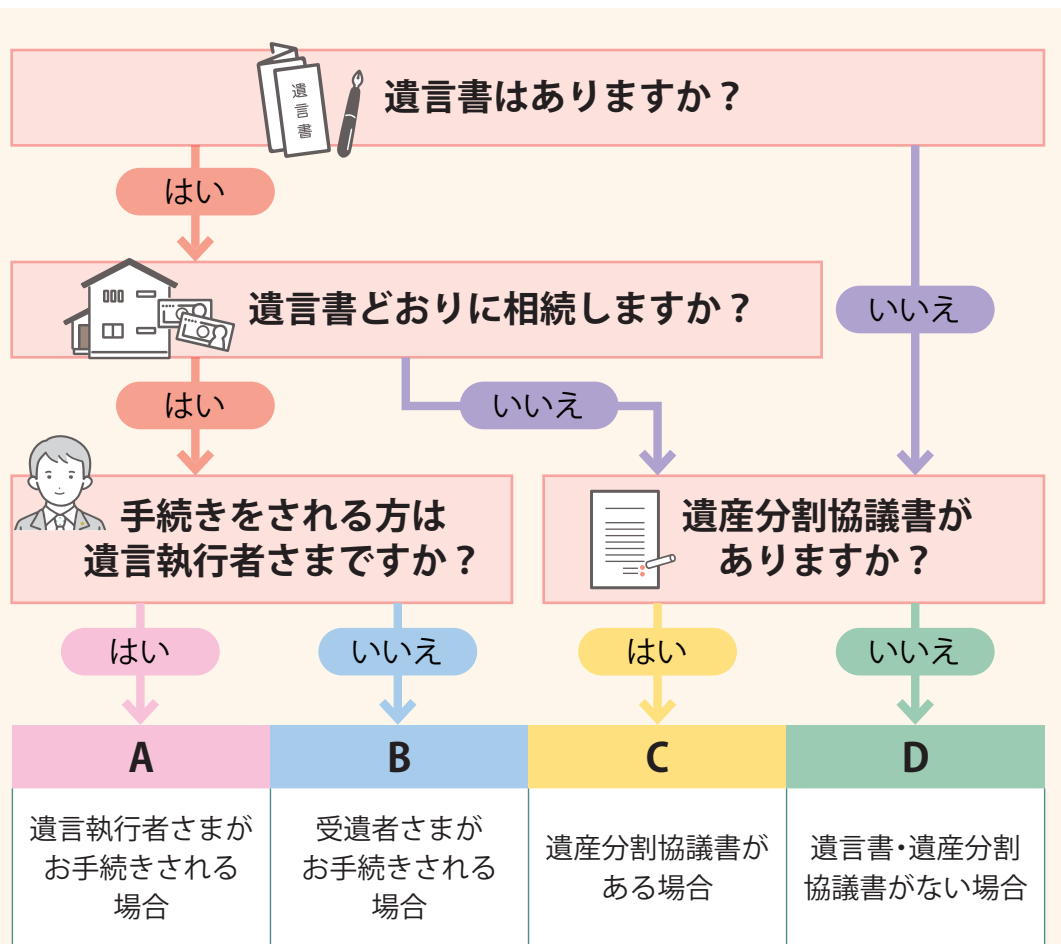 遺言書
遺言書はありますか？
はい
遺言書どおりに相続しますか？
いいえ
はい
いいえ
手続きをされる方は
遺言執行者さまですか？
遺産分割協議書が
ありますか？
はい
いいえ
はい
いいえ
A
B
C
D
遺言執行者さまが
お手続きされる
場合
受遺者さまが
お手続きされる
場合
遺産分割協議書が
ある場合
遺言書・遺産分割
協議書がない場合